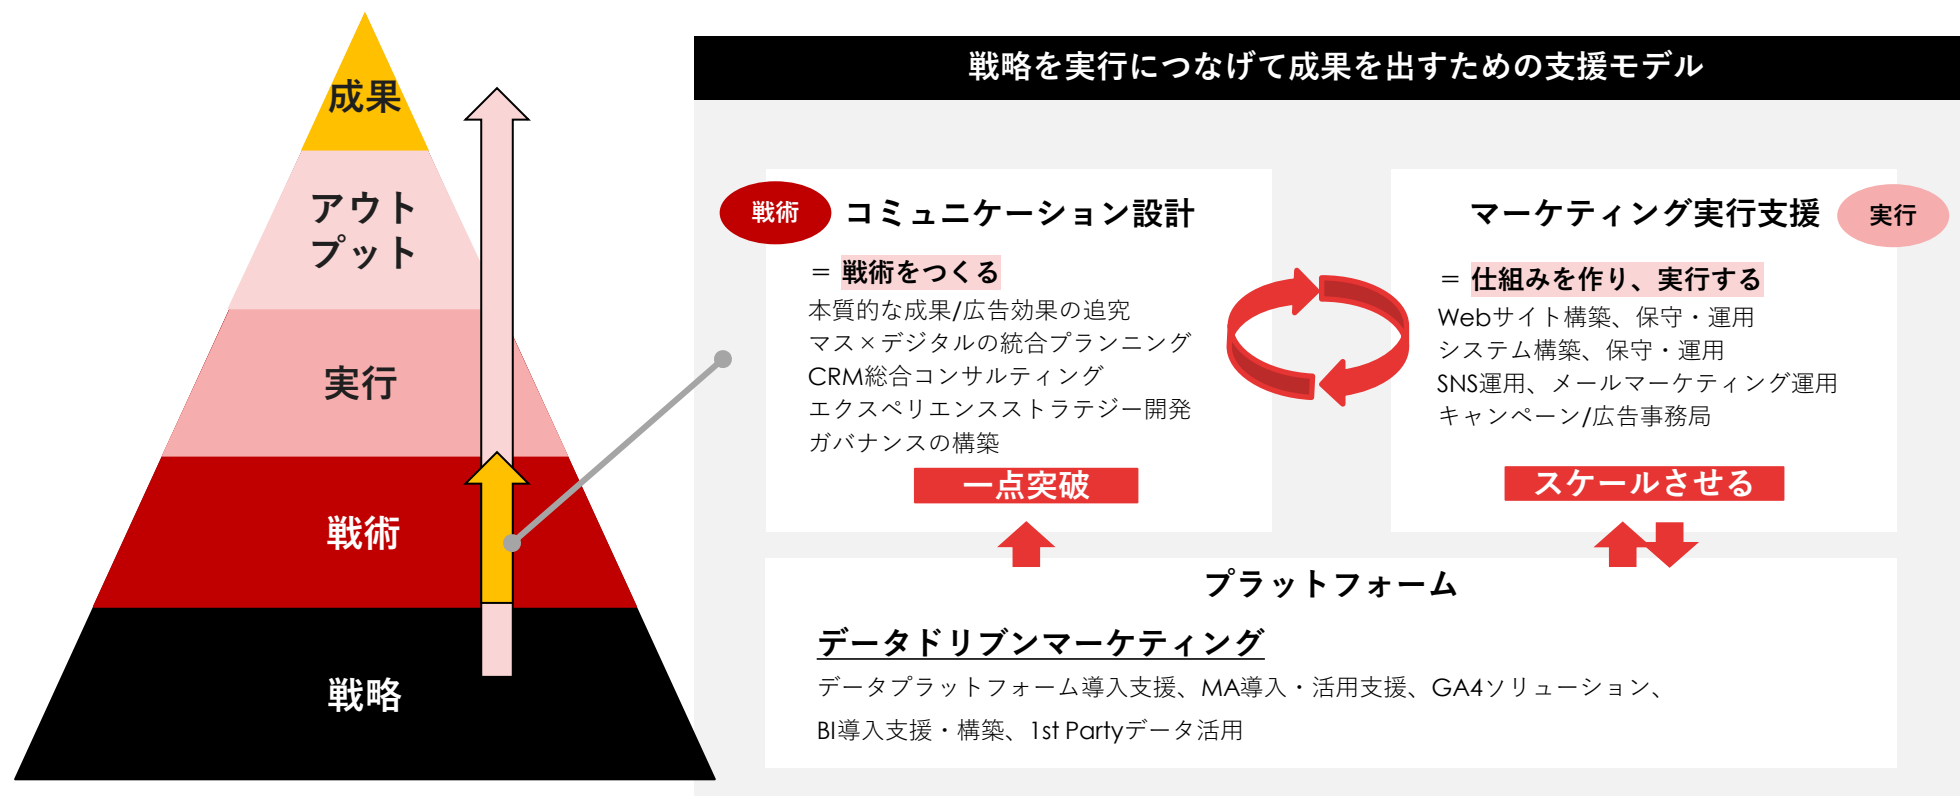 成果
アウト
プット
実行
戦術
戦略
戦略を実行につなげて成果を出すための支援モデル
戦術
コミュニケーション設計
＝ 戦術をつくる
本質的な成果/広告効果の追究
マス×デジタルの統合プランニング
CRM総合コンサルティング
エクスペリエンスストラテジー開発
ガバナンスの構築
一点突破
マーケティング実行支援
実行
＝ 仕組みを作り、実行する
Webサイト構築、保守・運用
システム構築、保守・運用
SNS運用、メールマーケティング運用
キャンペーン/広告事務局
スケールさせる
プラットフォーム
データドリブンマーケティング
データプラットフォーム導入支援、MA導入・活用支援、GA4ソリューション、
BI導入支援・構築、1st Partyデータ活用